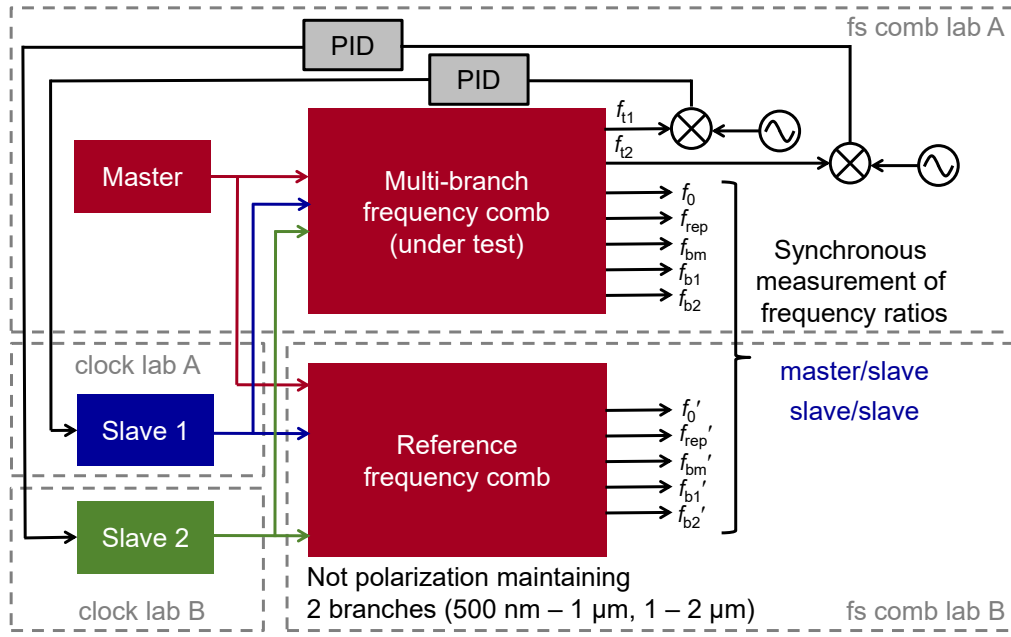 fs comb lab A
PID
PID
f_t1
f_t2
Master
Multi-branch
frequency comb
(under test)
f_0
f_rep
f_bm
f_b1
f_b2
Synchronous
measurement of
frequency ratios
clock lab A
master/slave
slave/slave
Slave 1
Reference
frequency comb
f_0′
f_rep′
f_bm′
f_b1′
f_b2′
Slave 2
Not polarization maintaining
2 branches (500 nm – 1 µm, 1 – 2 µm)
clock lab B
fs comb lab B